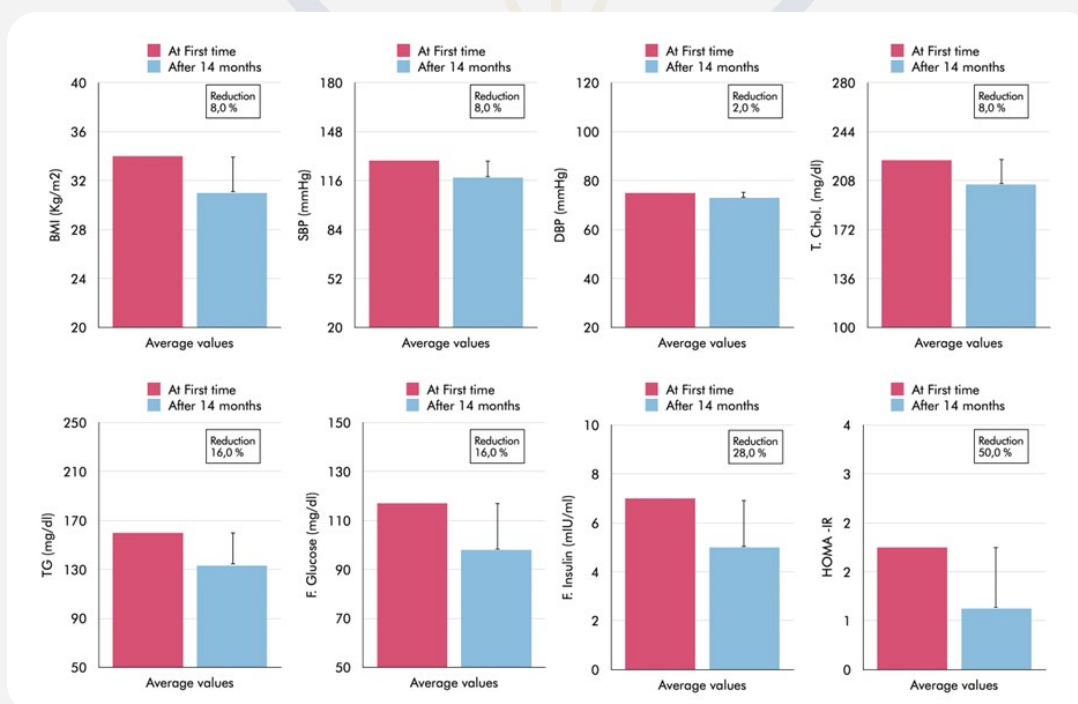 At First time
After 14 months
40
36
32
28
24
20
BMI (Kg/m2)
Reduction
8,0 %
Average values
At First time
After 14 months
180
148
116
84
52
20
SBP (mmHg)
Reduction
8,0 %
Average values
At First time
After 14 months
120
100
80
60
40
20
DBP (mmHg)
Reduction
2,0 %
Average values
At First time
After 14 months
280
244
208
172
136
100
T. Chol. (mg/dl)
Reduction
8,0 %
Average values
At First time
After 14 months
250
210
170
130
90
50
TG (mg/dl)
Reduction
16,0 %
Average values
At First time
After 14 months
150
130
110
90
70
50
F. Glucose (mg/dl)
Reduction
16,0 %
Average values
At First time
After 14 months
10
8
6
4
2
0
F. Insulin (mIU/ml)
Reduction
28,0 %
Average values
At First time
After 14 months
4
3
2
2
1
0
HOMA -IR
Reduction
50,0 %
Average values